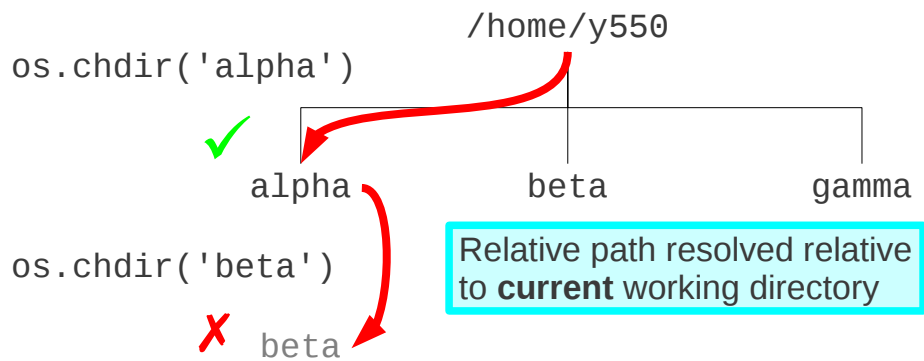 /home/y550
os.chdir('alpha')
alpha
beta
gamma
os.chdir('beta')
Relative path resolved relative
to current working directory
beta